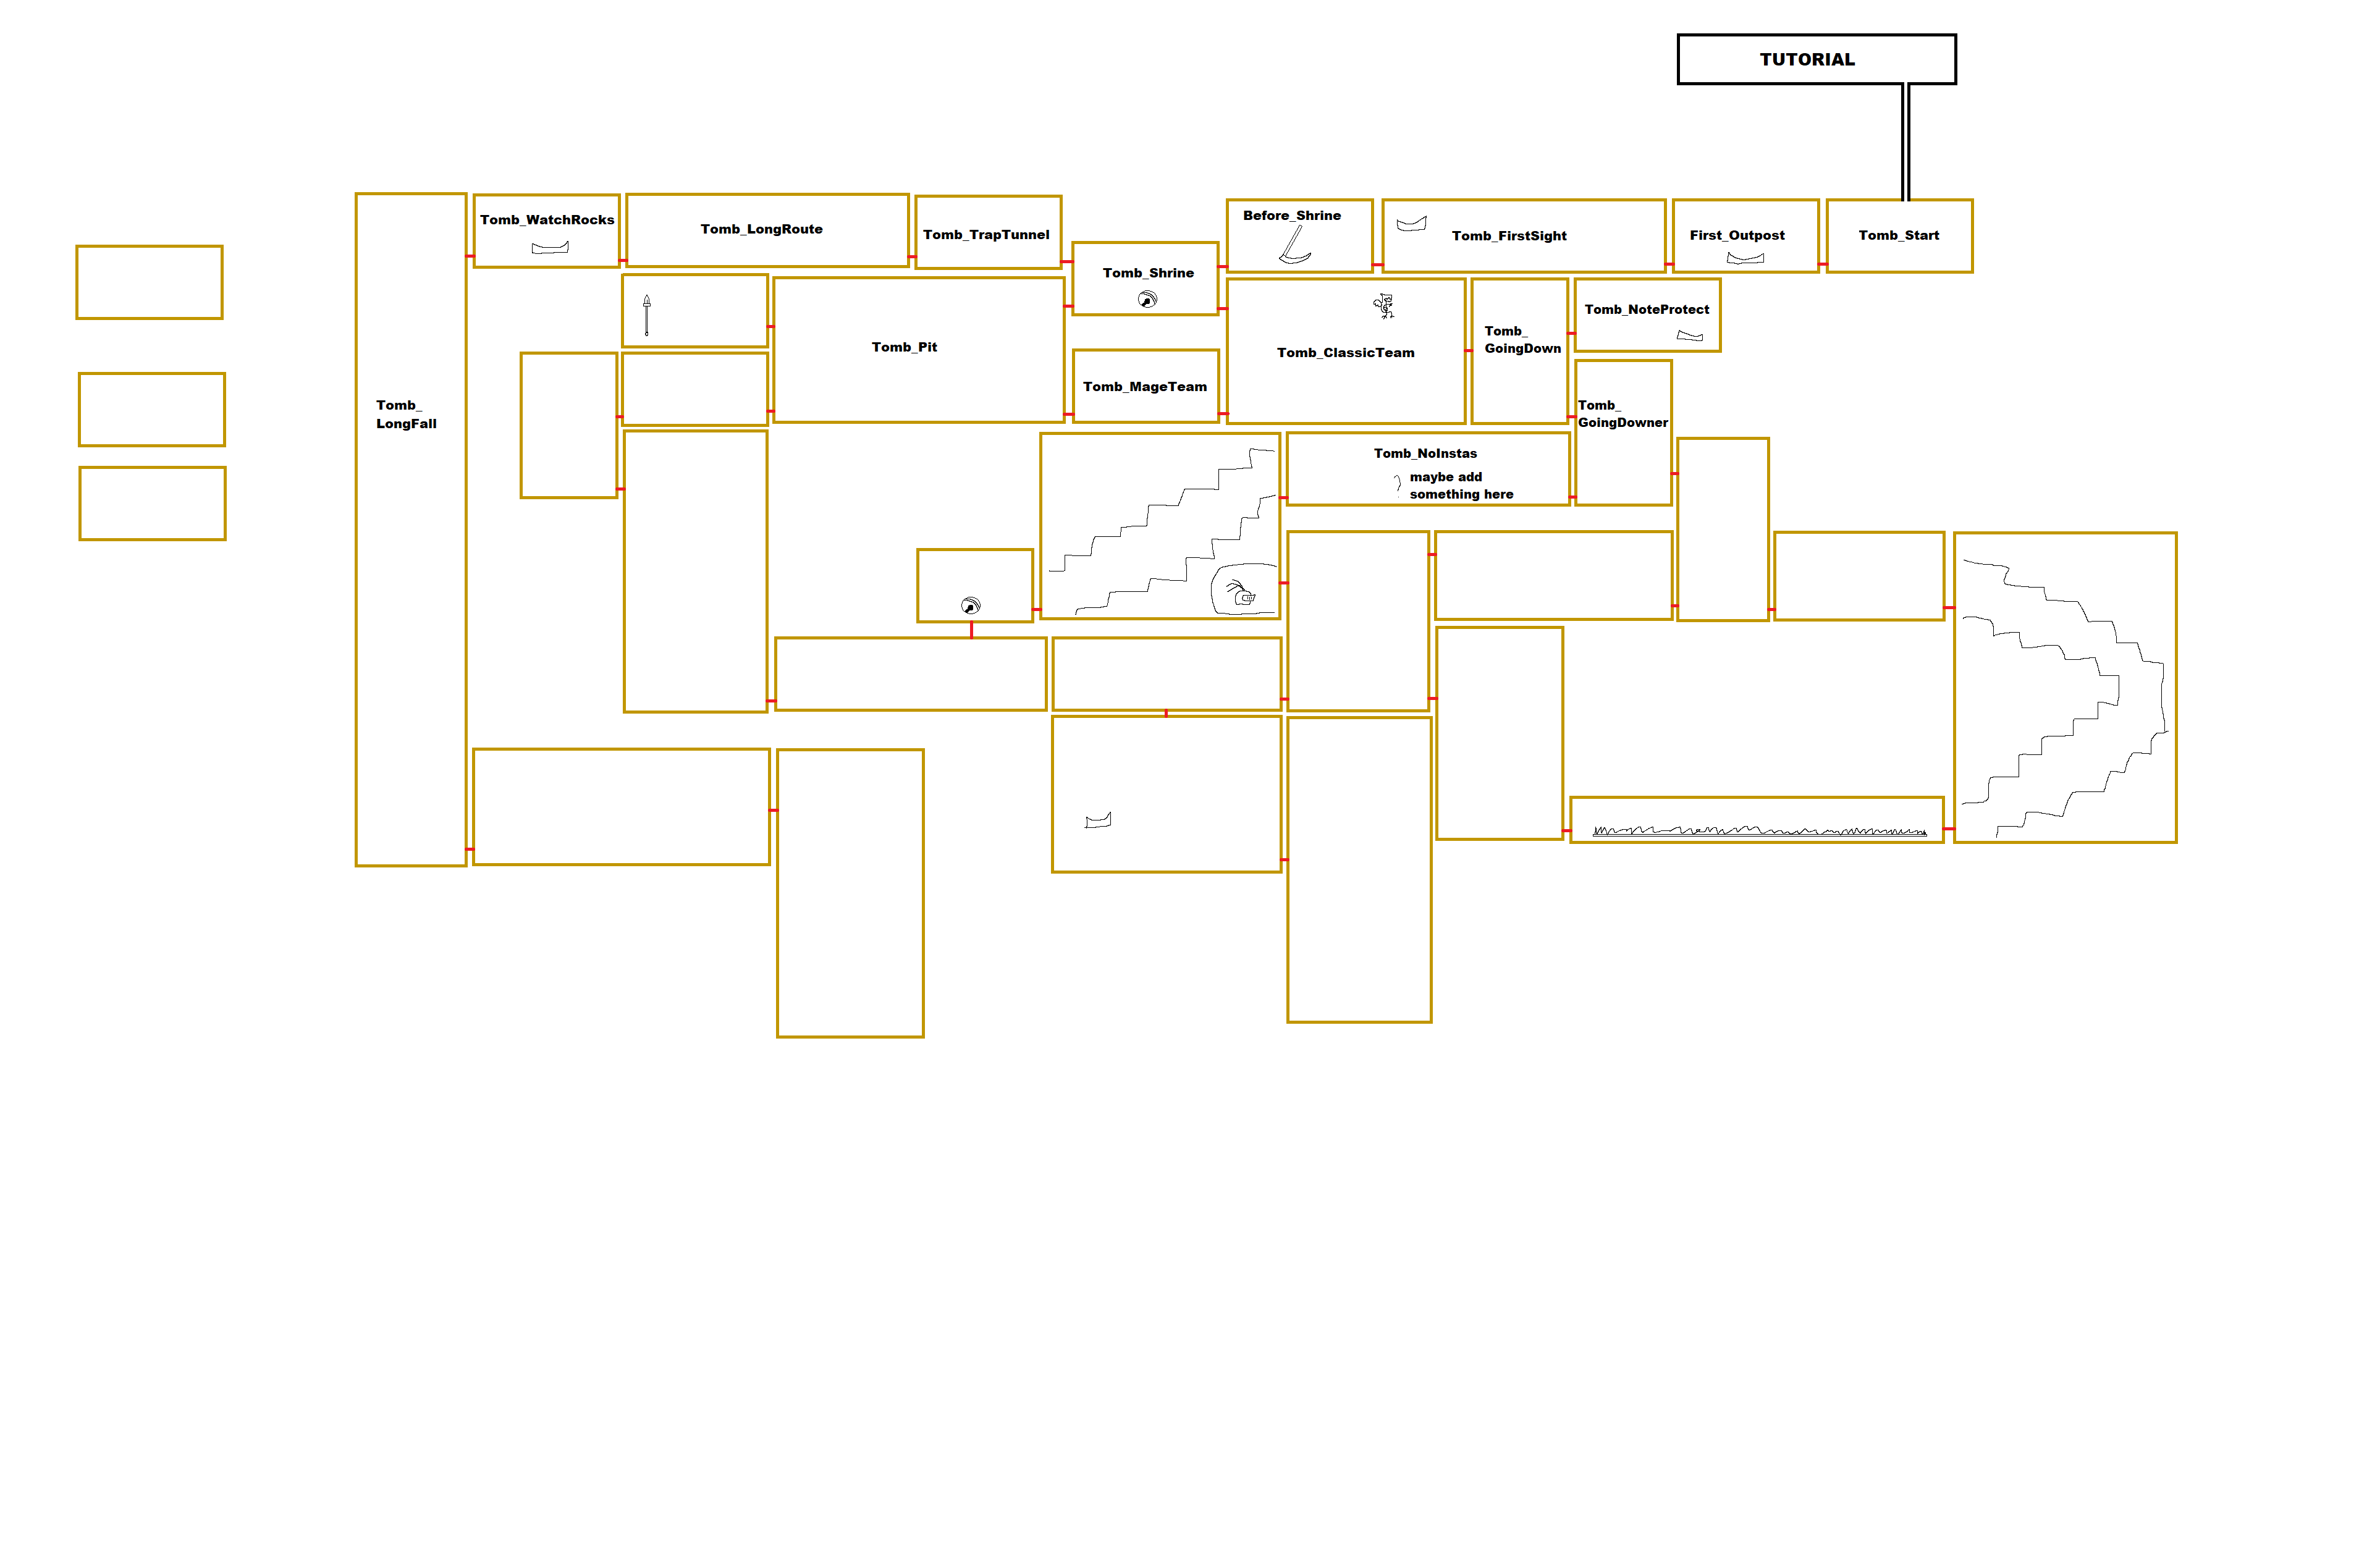 TUTORIAL
Tomb_WatchRocks
Tomb_LongRoute
Tomb_TrapTunnel
Before_Shrine
Tomb_FirstSight
First_Outpost
Tomb_Start
Tomb_Shrine
Tomb_NoteProtect
Tomb_
GoingDown
Tomb_Pit
Tomb_ClassicTeam
Tomb_MageTeam
Tomb_
LongFall
Tomb_
GoingDowner
Tomb_NoInstas
maybe add
something here